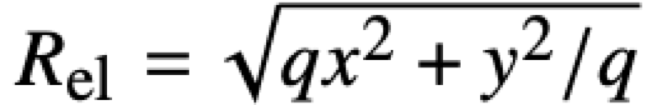 R_el = √(qx² + y²/q)